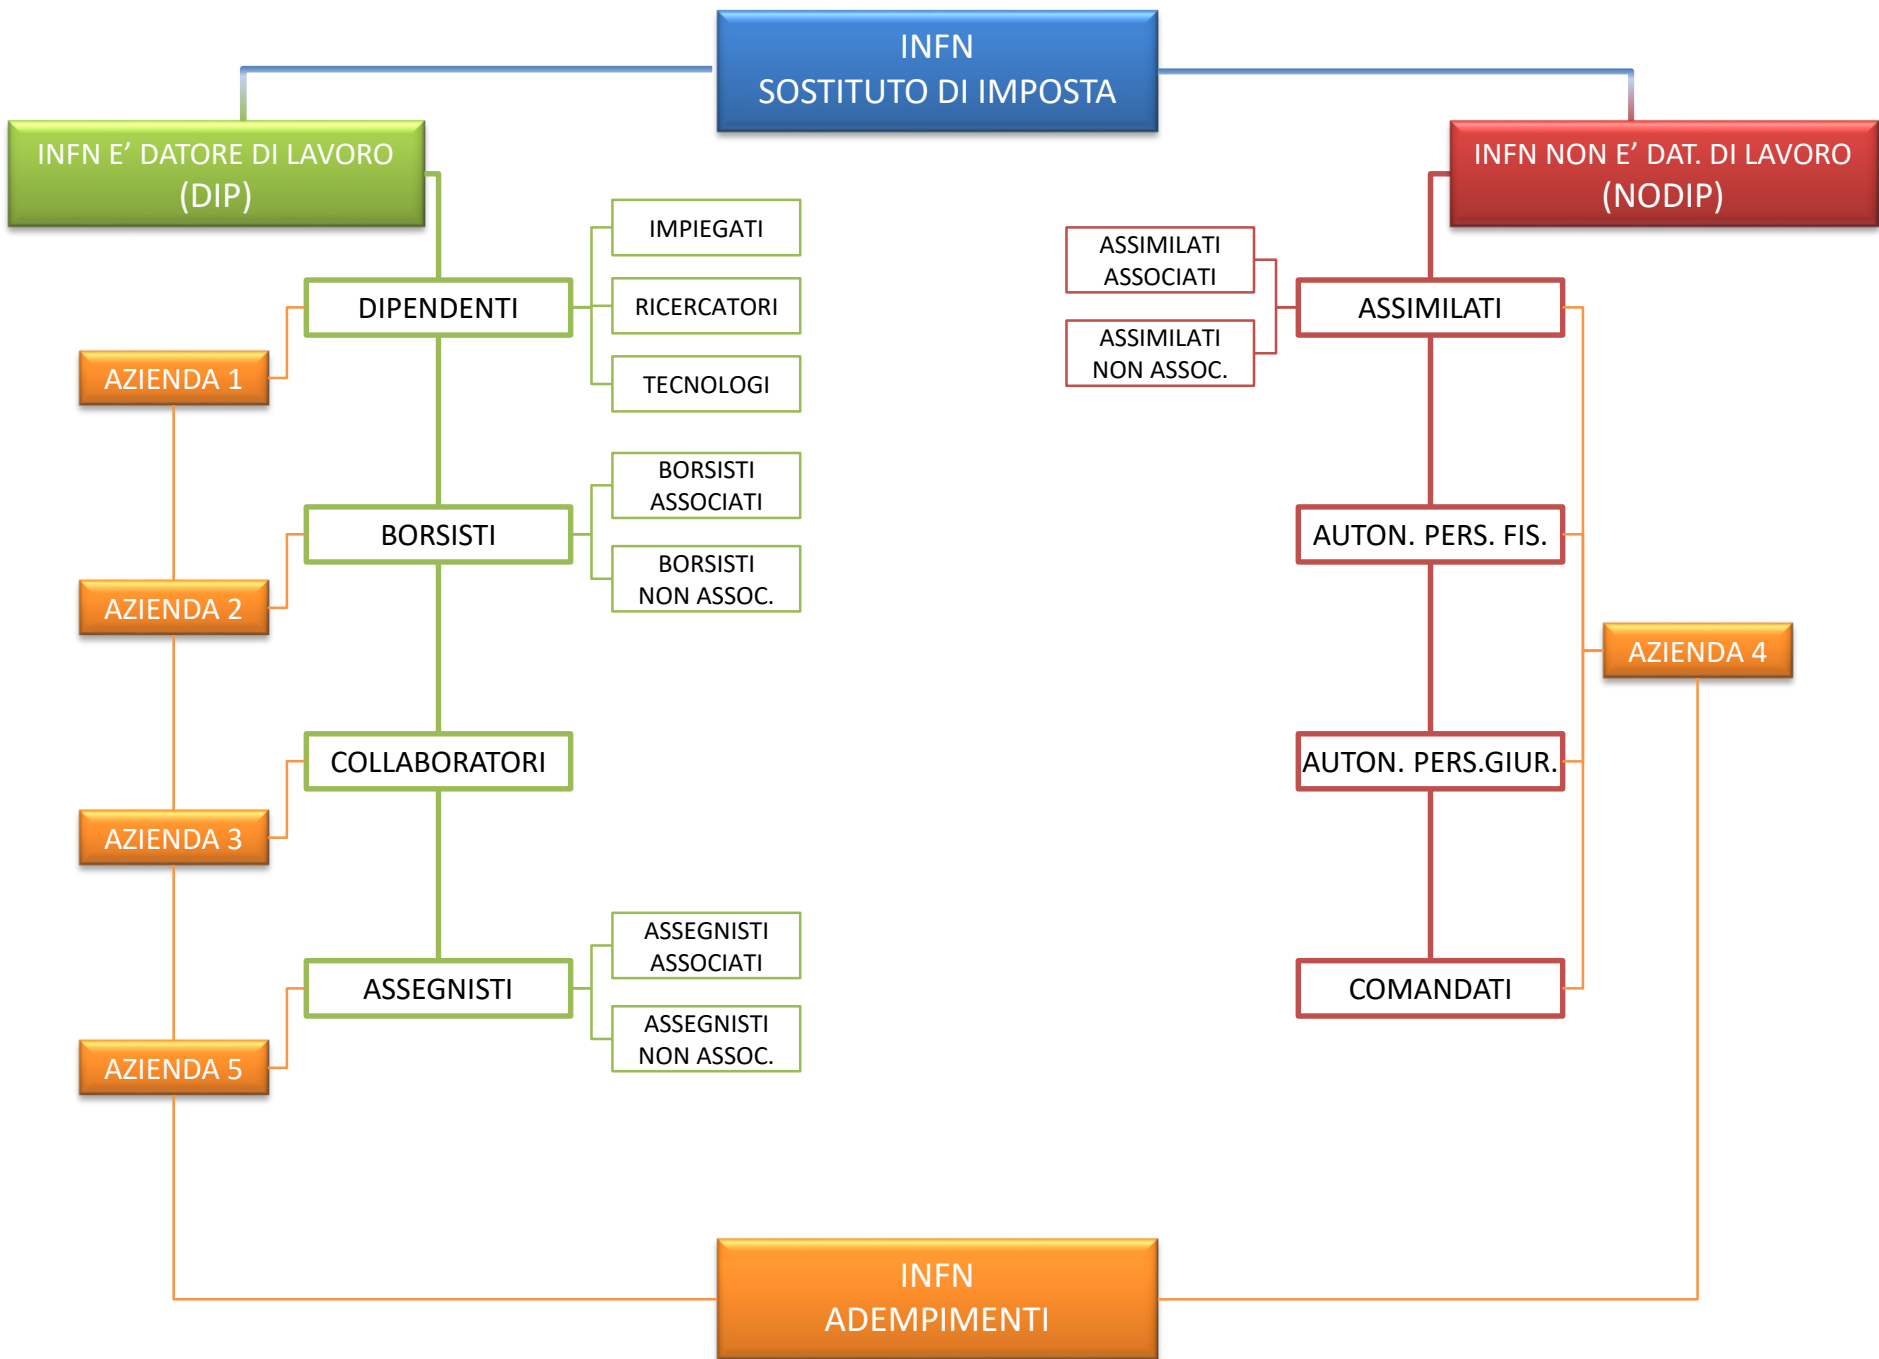 INFN
SOSTITUTO DI IMPOSTA
INFN E’ DATORE DI LAVORO
(DIP)
INFN NON E’ DAT. DI LAVORO
(NODIP)
IMPIEGATI
DIPENDENTI
RICERCATORI
TECNOLOGI
AZIENDA 1
BORSISTI
ASSOCIATI
BORSISTI
BORSISTI
NON ASSOC.
AZIENDA 2
COLLABORATORI
AZIENDA 3
ASSEGNISTI
ASSOCIATI
ASSEGNISTI
ASSEGNISTI
NON ASSOC.
AZIENDA 5
ASSIMILATI
ASSOCIATI
ASSIMILATI
ASSIMILATI
NON ASSOC.
AUTON. PERS. FIS.
AZIENDA 4
AUTON. PERS.GIUR.
COMANDATI
INFN
ADEMPIMENTI